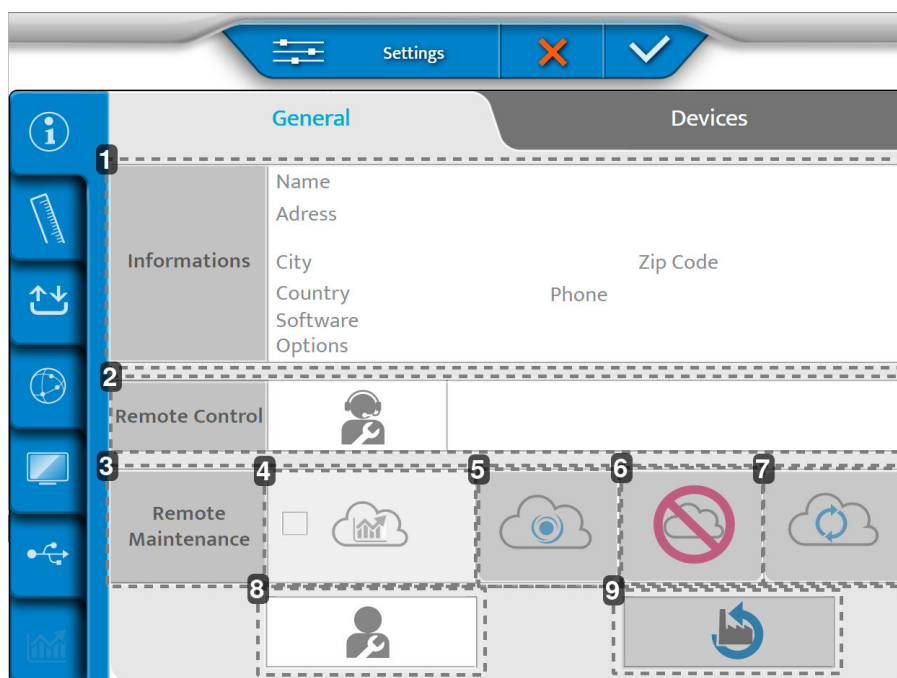 Settings
General
Devices
1
Informations
Name
Adress
City
Zip Code
Country
Phone
Software
Options
2
Remote Control
3
4
5
6
7
Remote
Maintenance
8
9